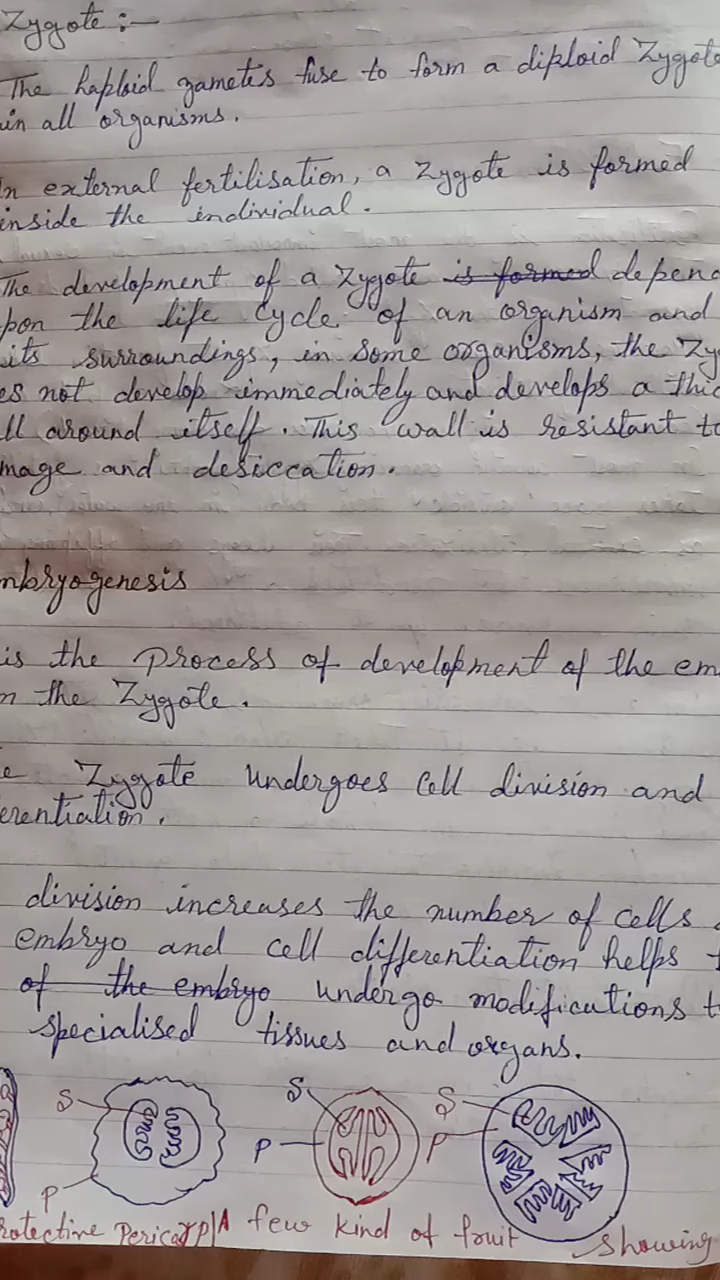 Zygote :-
The haploid gametes fuse to form a diploid Zygote
in all organisms.
In external fertilisation, a Zygote is formed
inside the individual.
The development of a Zygote is formed depend
pon the life cycle of an organism and
its surroundings, in some organisms, the Zy
es not develop immediately and develops a thic
ll around itself. This wall is resistant to
mage and desiccation.
mbryogenesis
is the process of development of the em
m the Zygote.
e Zygote undergoes cell division and
erentiation.
division increases the number of cells
embryo and cell differentiation helps
of the embryo undergo modifications t
specialised tissues and organs.
S S S
P P P
rotective Pericarp/A few kind of fruit showing